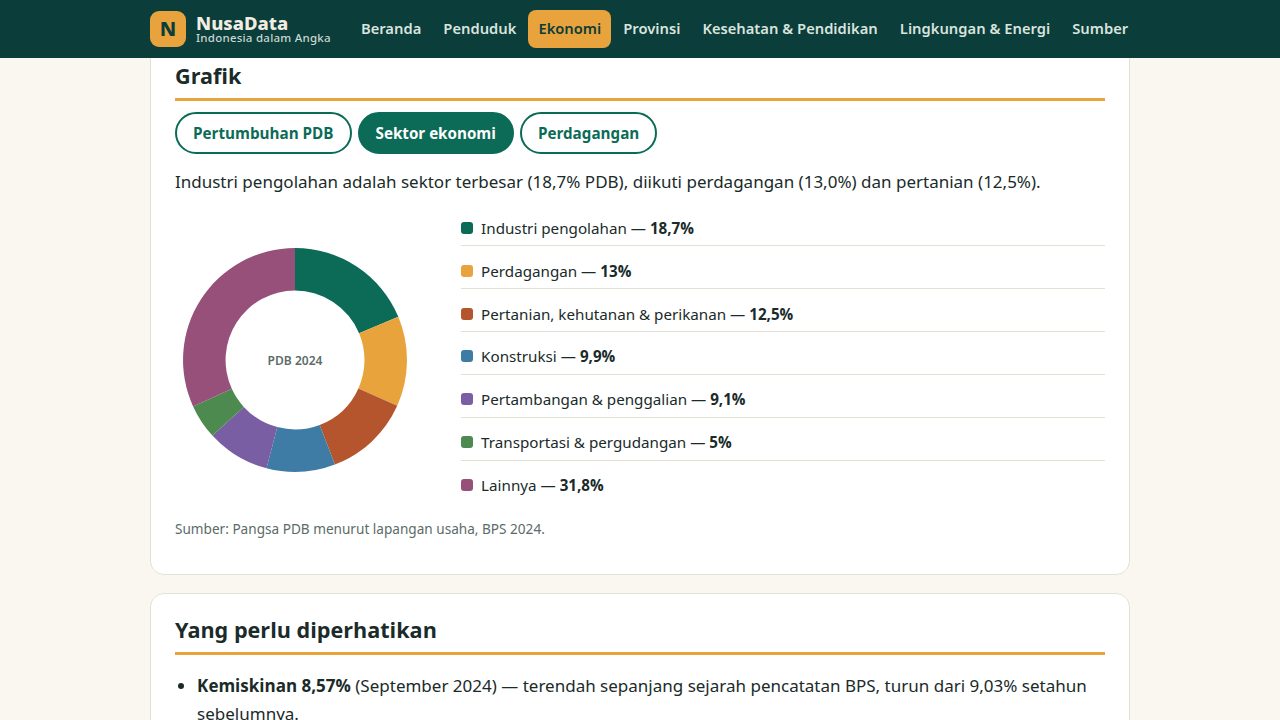 N
NusaData
Indonesia dalam Angka
Beranda
Penduduk
Ekonomi
Provinsi
Kesehatan & Pendidikan
Lingkungan & Energi
Sumber
Grafik
Pertumbuhan PDB
Sektor ekonomi
Perdagangan
Industri pengolahan adalah sektor terbesar (18,7% PDB), diikuti perdagangan (13,0%) dan pertanian (12,5%).
PDB 2024
Industri pengolahan — 18,7%
Perdagangan — 13%
Pertanian, kehutanan & perikanan — 12,5%
Konstruksi — 9,9%
Pertambangan & penggalian — 9,1%
Transportasi & pergudangan — 5%
Lainnya — 31,8%
Sumber: Pangsa PDB menurut lapangan usaha, BPS 2024.
Yang perlu diperhatikan
• Kemiskinan 8,57% (September 2024) — terendah sepanjang sejarah pencatatan BPS, turun dari 9,03% setahun
sebelumnya.